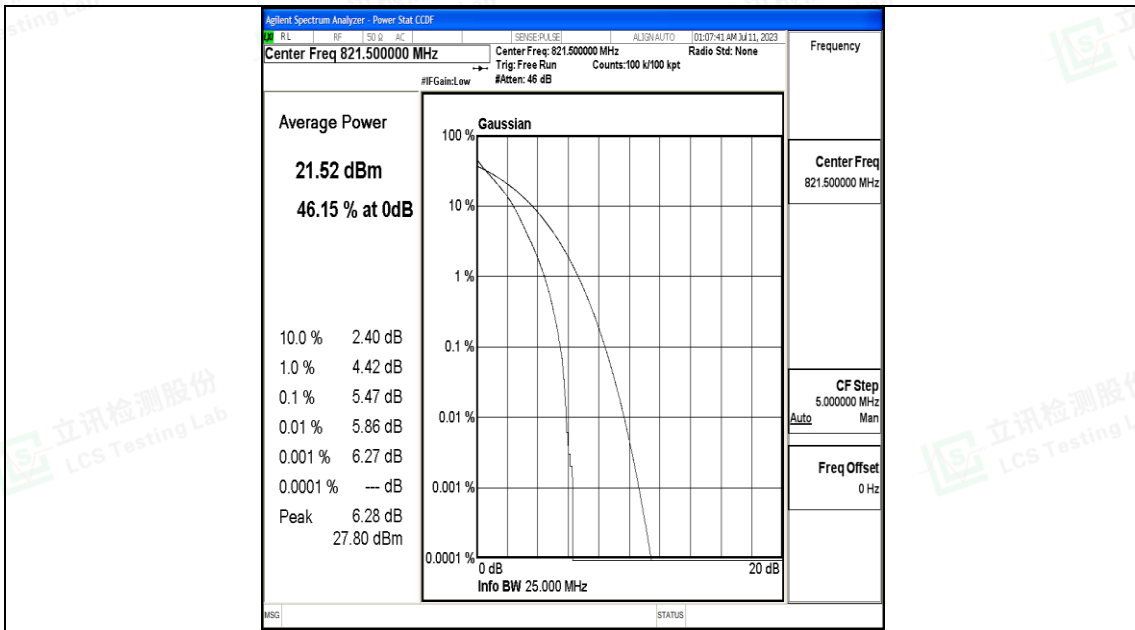 Agilent Spectrum Analyzer - Power Stat CCDF
LXI RL RF 50 Ω AC SENSE:PULSE ALIGN AUTO 01:07:41 AM Jul 11, 2023
Center Freq 821.500000 MHz
Center Freq: 821.500000 MHz Radio Std: None
Trig: Free Run Counts:100 k/100 kpt
#IFGain:Low #Atten: 46 dB
Frequency
Average Power
21.52 dBm
46.15 % at 0dB
10.0 % 2.40 dB
1.0 % 4.42 dB
0.1 % 5.47 dB
0.01 % 5.86 dB
0.001 % 6.27 dB
0.0001 % --- dB
Peak 6.28 dB
27.80 dBm
Gaussian
100 %
10 %
1 %
0.1 %
0.01 %
0.001 %
0.0001 %
0 dB 20 dB
Info BW 25.000 MHz
Center Freq
821.500000 MHz
CF Step
5.000000 MHz
Auto Man
Freq Offset
0 Hz
MSG STATUS
立讯检测股份
LCS Testing Lab
立讯检测股份
LCS Testing L